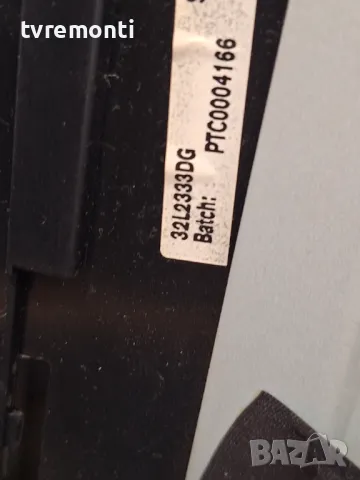 tvremonti
32L2333DG
Batch: PTC0004166
BAZAR